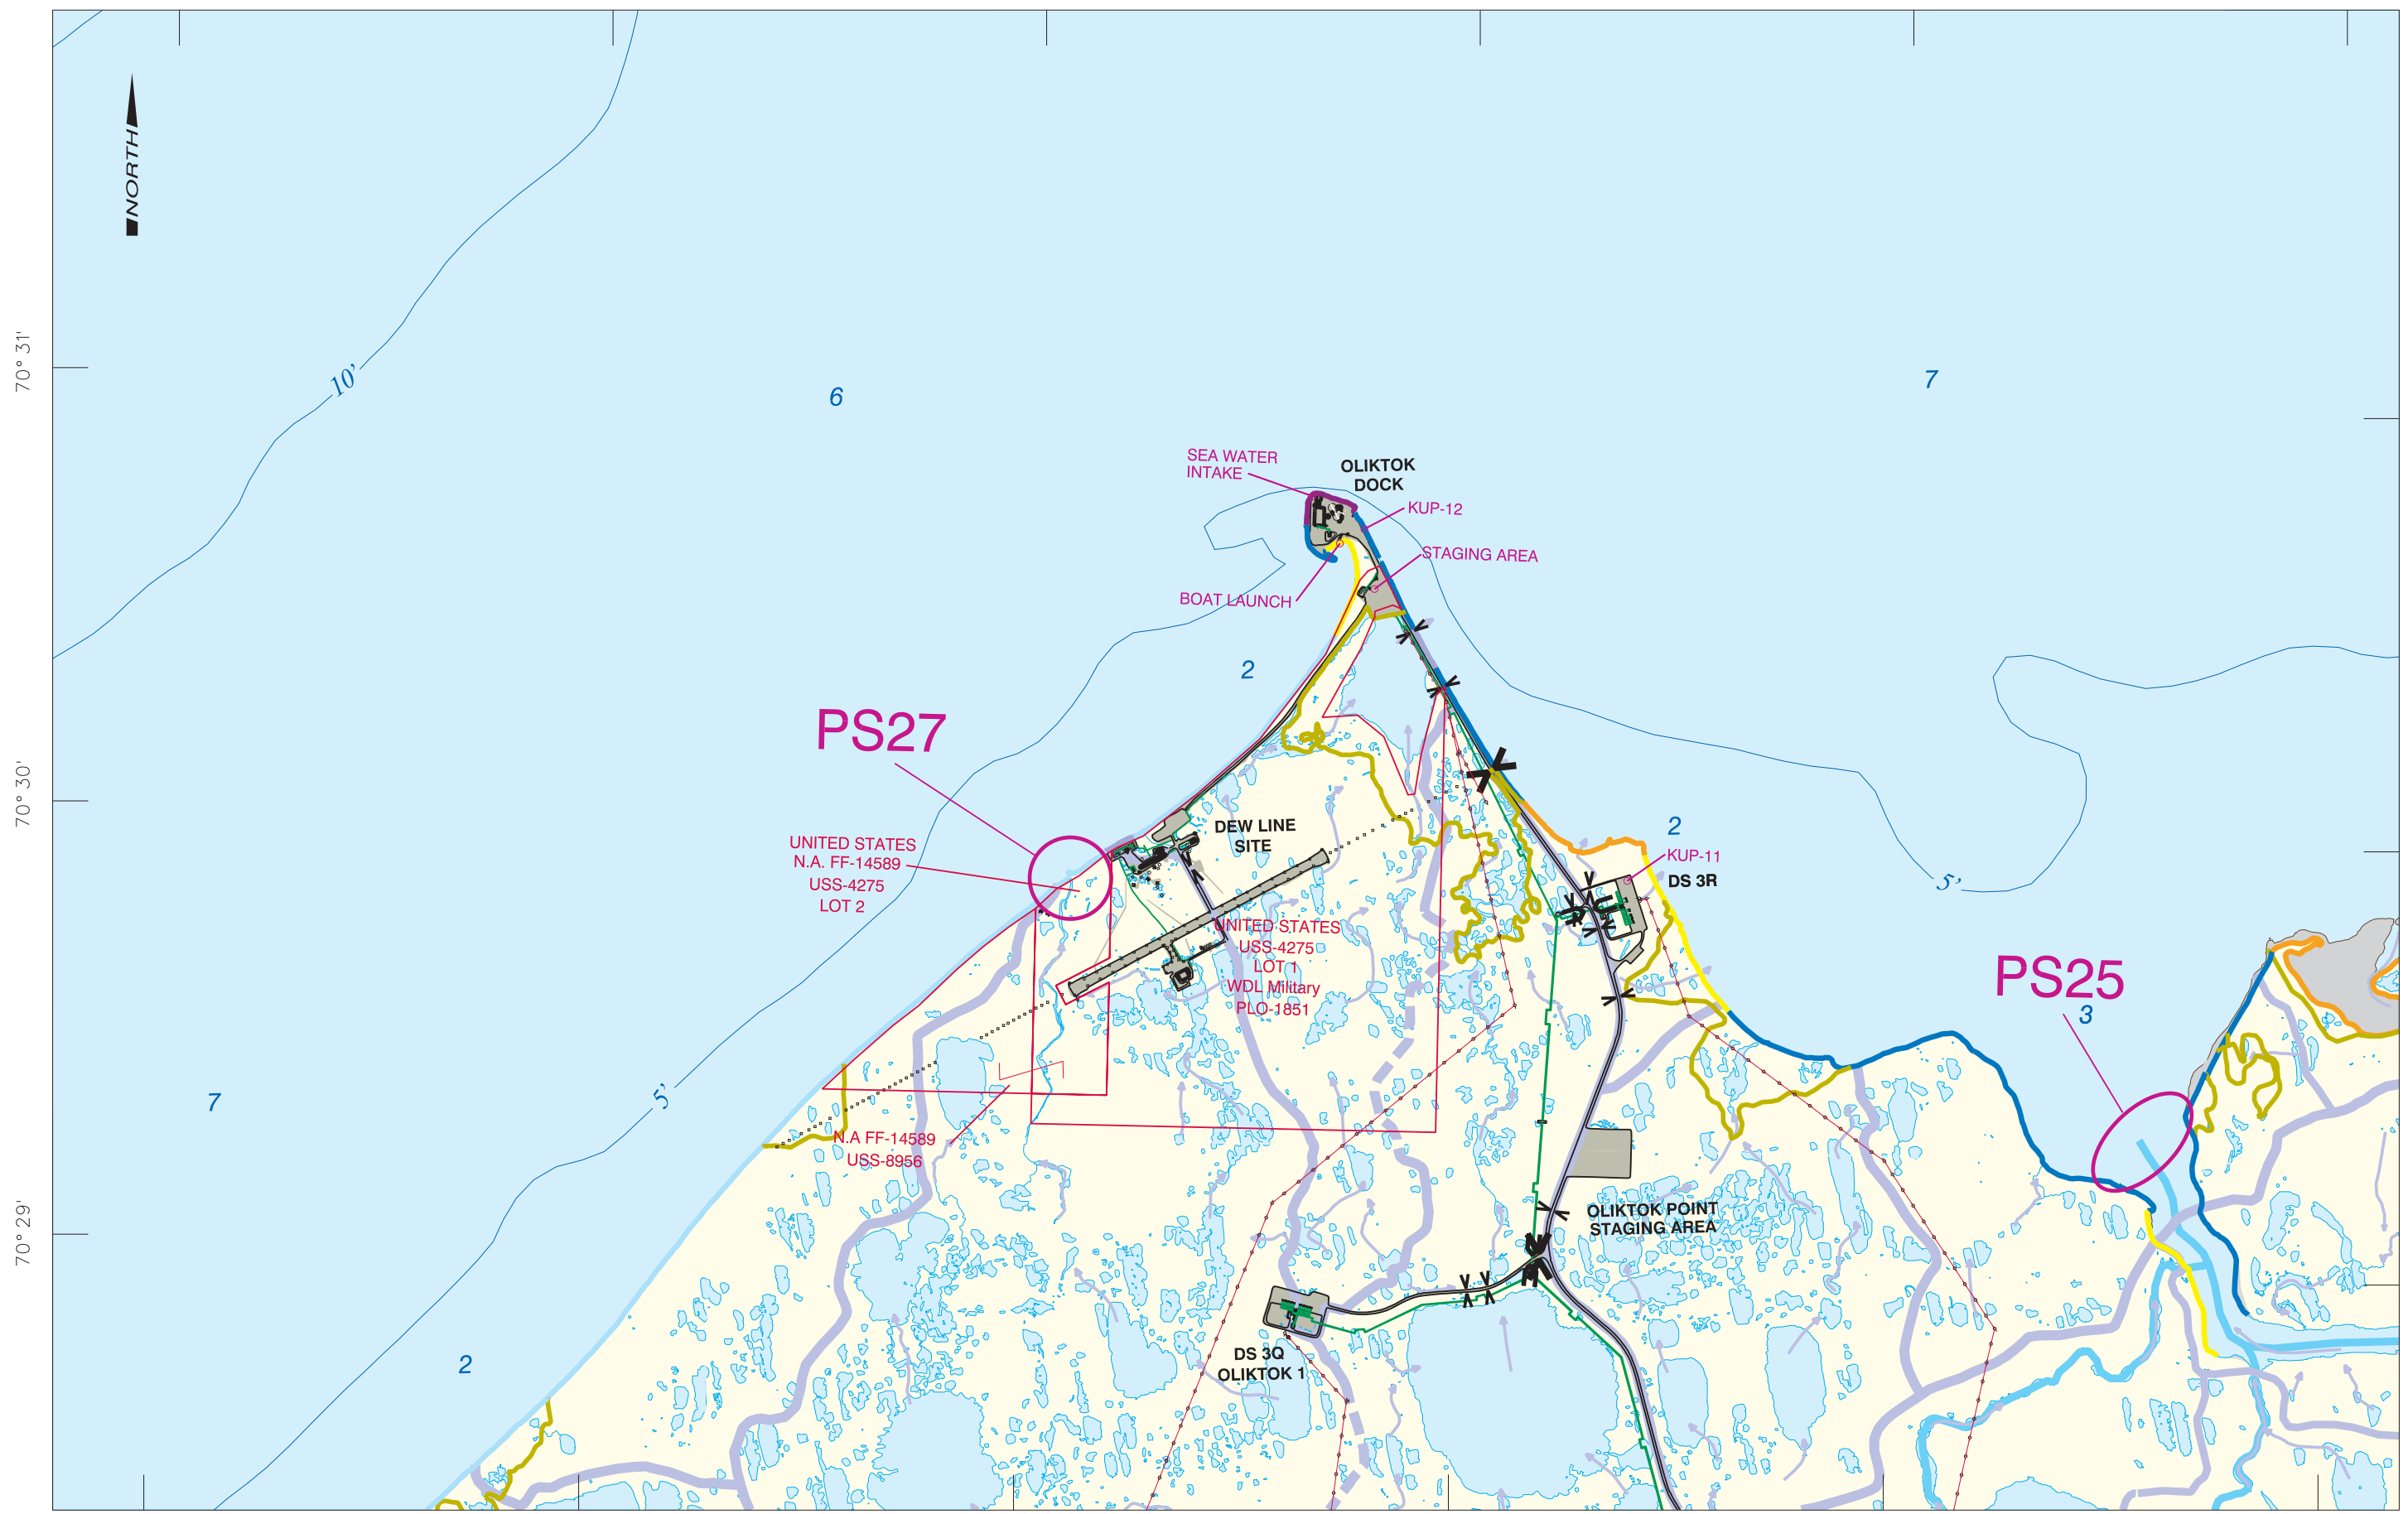 NORTH
10'
70° 31'
6
7
SEA WATER
INTAKE
OLIKTOK
DOCK
KUP-12
STAGING AREA
BOAT LAUNCH
2
PS27
70° 30'
UNITED STATES
N.A. FF-14589
USS-4275
LOT 2
DEW LINE
SITE
2
KUP-11
DS 3R
5'
UNITED STATES
USS-4275
LOT 1
WDL Military
PLO-1851
PS25
3
7
5'
N.A FF-14589
USS-8956
70° 29'
OLIKTOK POINT
STAGING AREA
DS 3Q
OLIKTOK 1
2